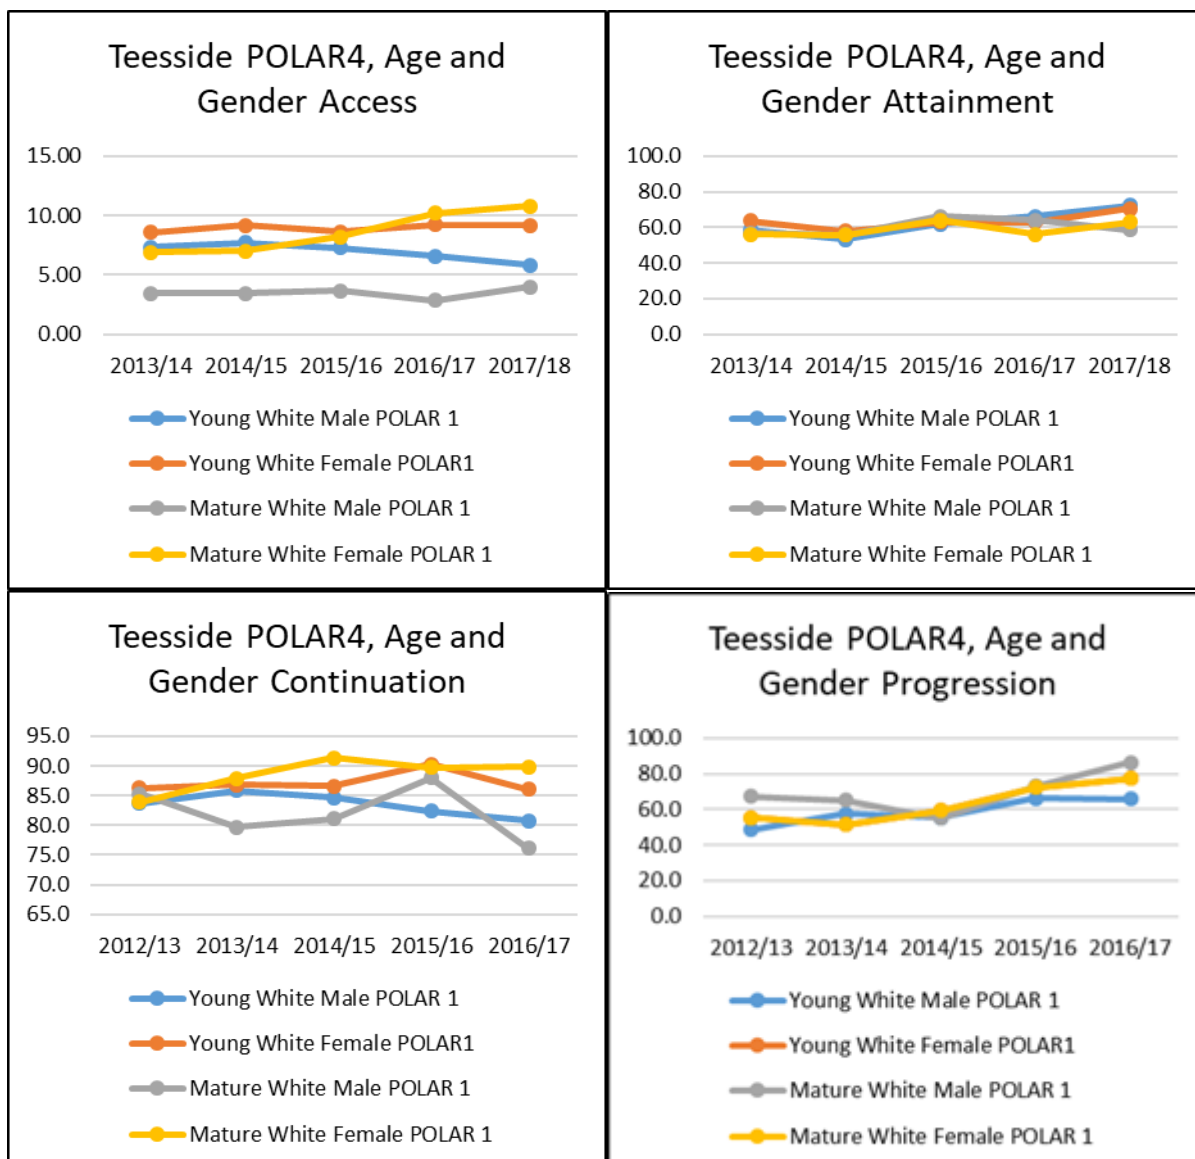 Teesside POLAR4, Age and
Gender Access
15.00
10.00
5.00
0.00
2013/14 2014/15 2015/16 2016/17 2017/18
Young White Male POLAR 1
Young White Female POLAR1
Mature White Male POLAR 1
Mature White Female POLAR 1
Teesside POLAR4, Age and
Gender Attainment
100.0
80.0
60.0
40.0
20.0
0.0
2013/14 2014/15 2015/16 2016/17 2017/18
Young White Male POLAR 1
Young White Female POLAR1
Mature White Male POLAR 1
Mature White Female POLAR 1
Teesside POLAR4, Age and
Gender Continuation
95.0
90.0
85.0
80.0
75.0
70.0
65.0
2012/13 2013/14 2014/15 2015/16 2016/17
Young White Male POLAR 1
Young White Female POLAR1
Mature White Male POLAR 1
Mature White Female POLAR 1
Teesside POLAR4, Age and
Gender Progression
100.0
80.0
60.0
40.0
20.0
0.0
2012/13 2013/14 2014/15 2015/16 2016/17
Young White Male POLAR 1
Young White Female POLAR1
Mature White Male POLAR 1
Mature White Female POLAR 1